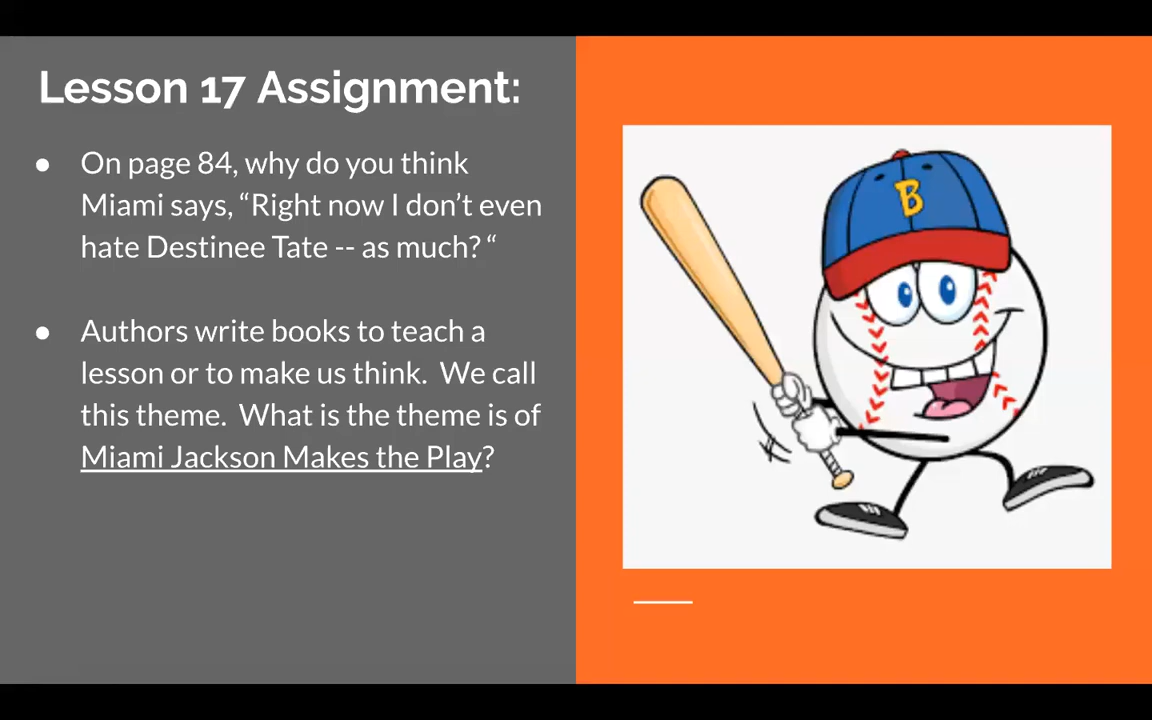 Lesson 17 Assignment:
● On page 84, why do you think
Miami says, “Right now I don’t even
hate Destinee Tate -- as much? “
● Authors write books to teach a
lesson or to make us think.  We call
this theme.  What is the theme is of
Miami Jackson Makes the Play?
B